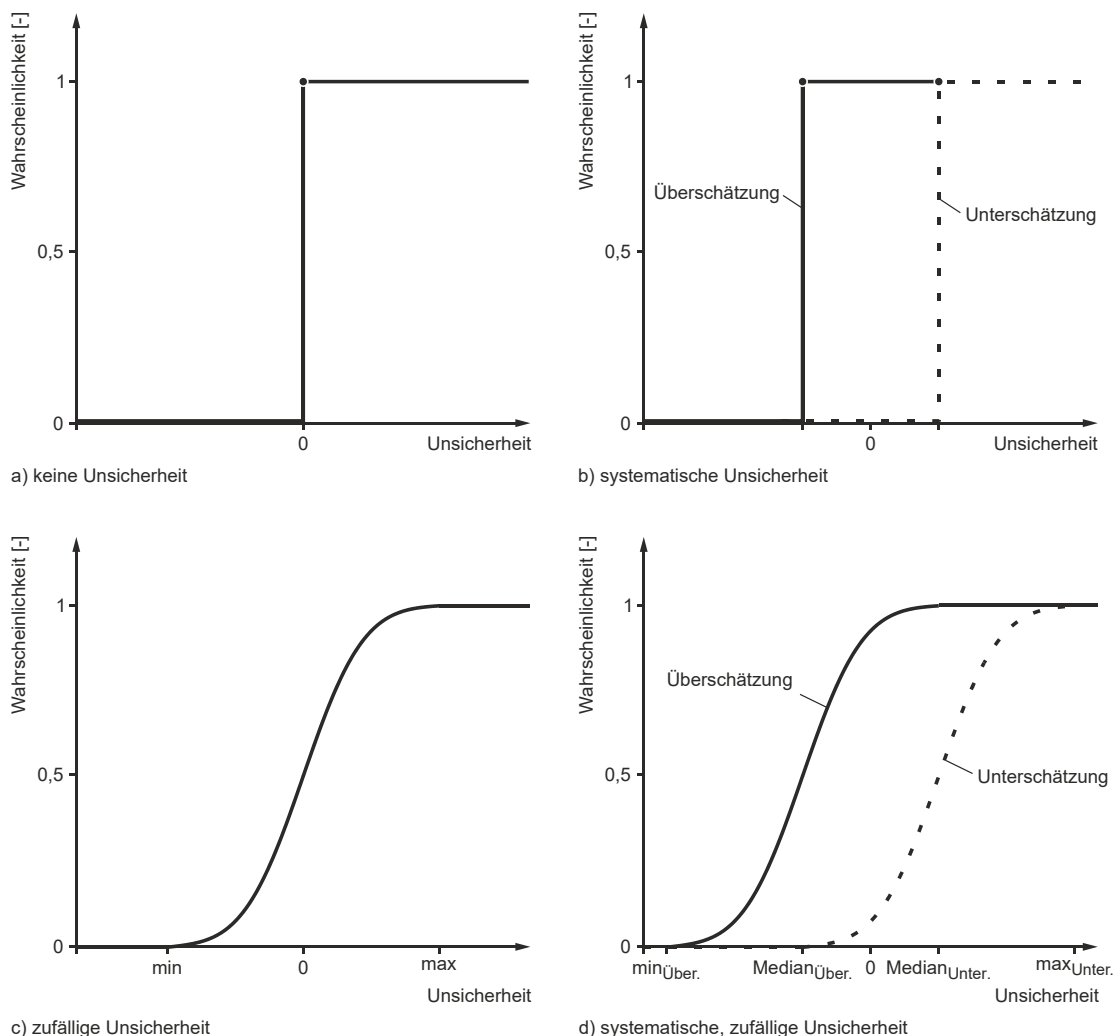 Wahrscheinlichkeit [-]
1
0,5
0
0
Unsicherheit
a) keine Unsicherheit
Wahrscheinlichkeit [-]
1
Überschätzung
Unterschätzung
0,5
0
0
Unsicherheit
b) systematische Unsicherheit
Wahrscheinlichkeit [-]
1
0,5
0
min
0
max
Unsicherheit
c) zufällige Unsicherheit
Wahrscheinlichkeit [-]
1
Überschätzung
0,5
Unterschätzung
0
minÜber.
MedianÜber.
0
MedianUnter.
maxUnter.
Unsicherheit
d) systematische, zufällige Unsicherheit